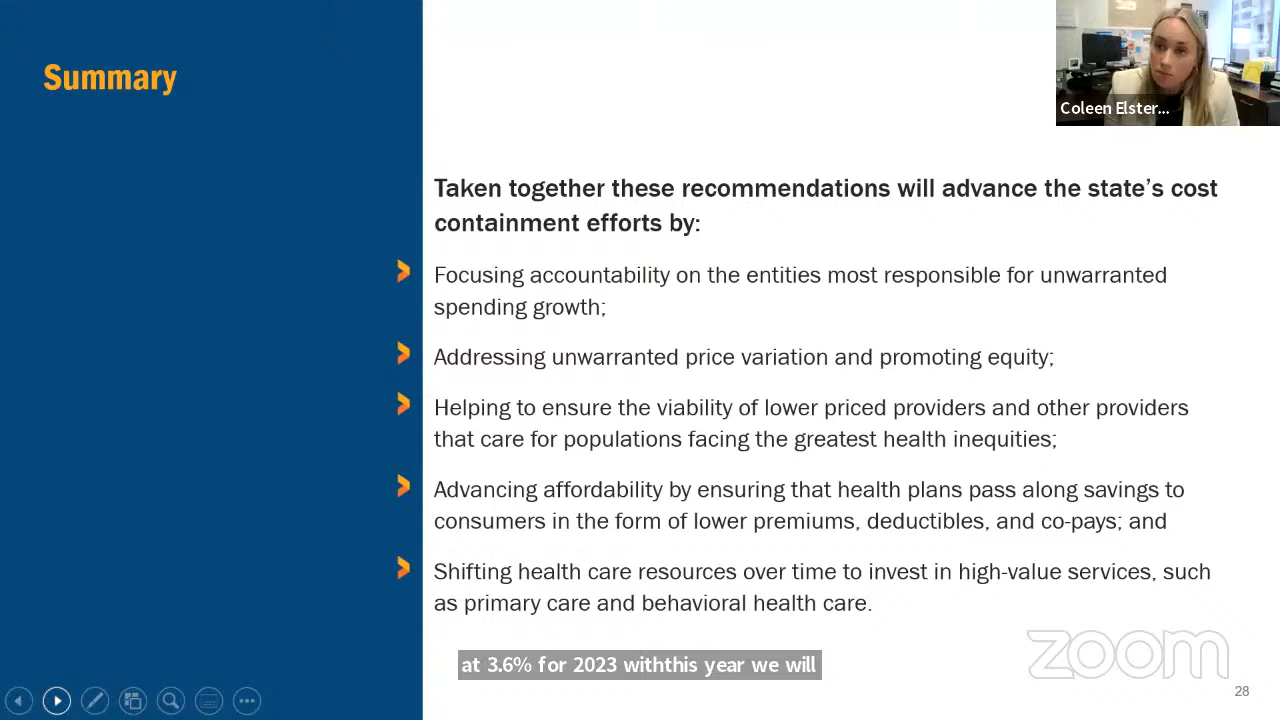 Summary
Coleen Elster...
Taken together these recommendations will advance the state's cost
containment efforts by:
Focusing accountability on the entities most responsible for unwarranted
spending growth;
Addressing unwarranted price variation and promoting equity;
Helping to ensure the viability of lower priced providers and other providers
that care for populations facing the greatest health inequities;
Advancing affordability by ensuring that health plans pass along savings to
consumers in the form of lower premiums, deductibles, and co-pays; and
Shifting health care resources over time to invest in high-value services, such
as primary care and behavioral health care.
at 3.6% for 2023 withthis year we will
zoom
28